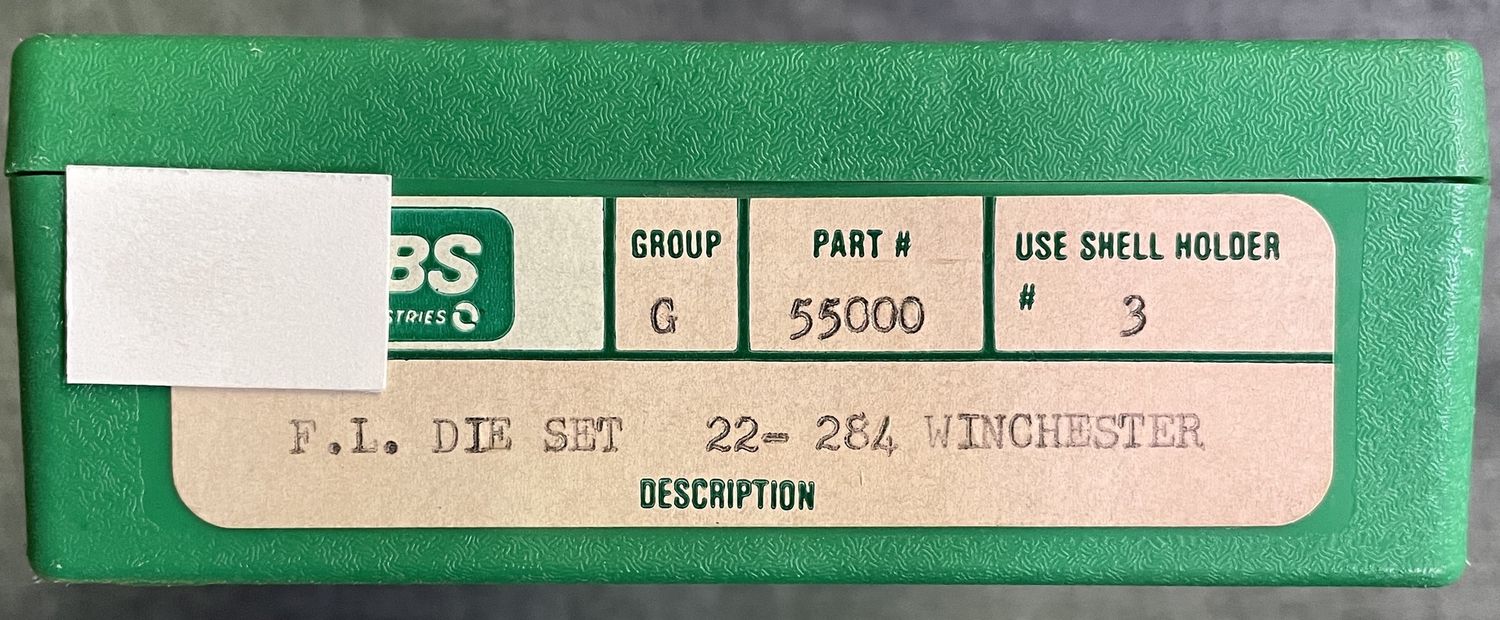 BS
STRIES
GROUP
G
PART #
55000
USE SHELL HOLDER
# 3
F.L. DIE SET 22- 284 WINCHESTER
DESCRIPTION